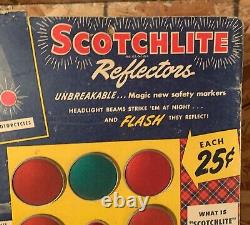 SCOTCHLITE
Reflectors
UNBREAKABLE... Magic new safety markers
HEADLIGHT BEAMS STRIKE 'EM AT NIGHT...
... AND FLASH THEY REFLECT!
MOTORCYCLES
EACH
25¢
WHAT IS
"SCOTCHLITE"